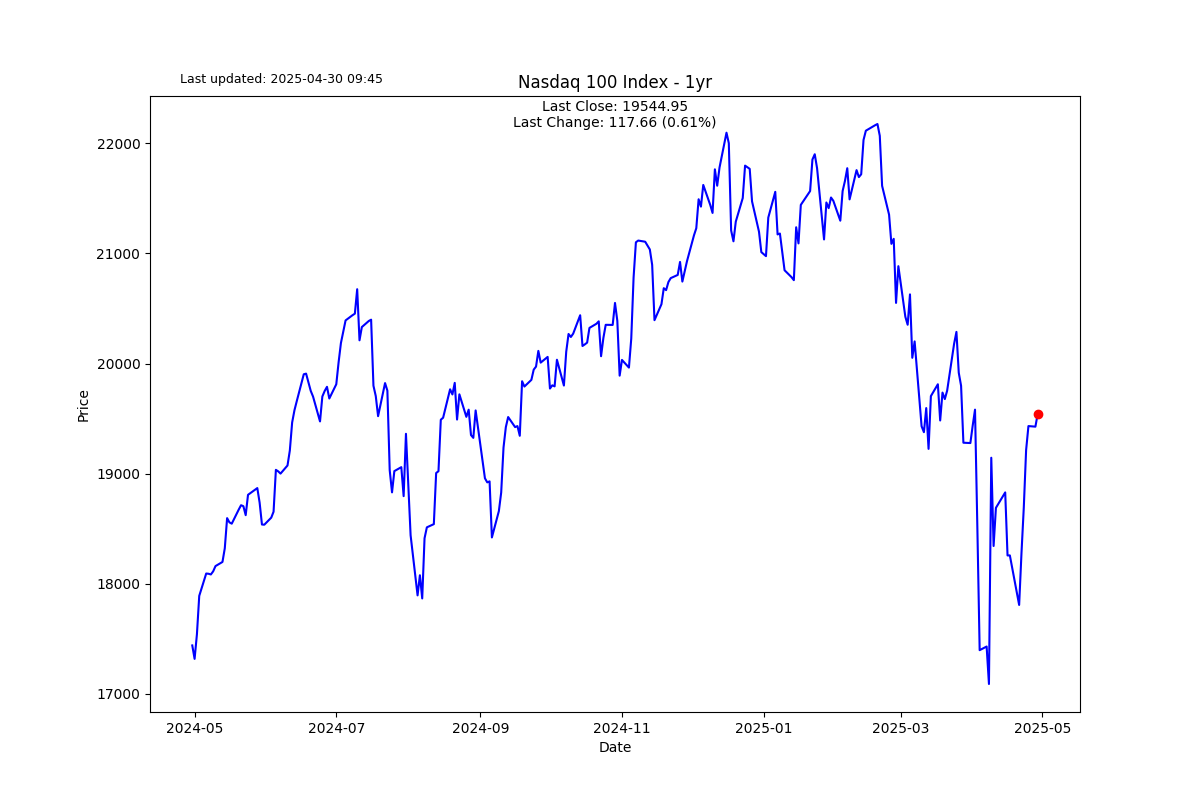 Last updated: 2025-04-30 09:45
Nasdaq 100 Index - 1yr
Last Close: 19544.95
Last Change: 117.66 (0.61%)
22000
21000
20000
19000
18000
17000
Price
2024-05 2024-07 2024-09 2024-11 2025-01 2025-03 2025-05
Date